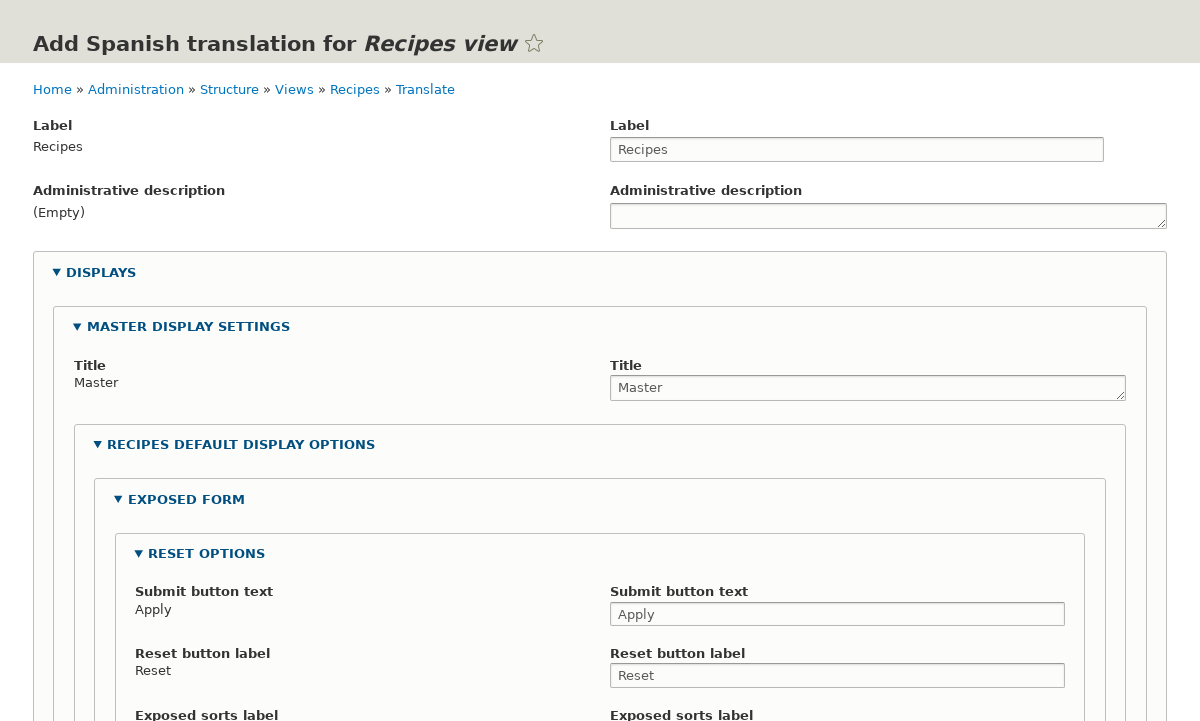 Add Spanish translation for Recipes view
Home » Administration » Structure » Views » Recipes » Translate
Label
Recipes
Label
Recipes
Administrative description
(Empty)
Administrative description
DISPLAYS
MASTER DISPLAY SETTINGS
Title
Master
Title
Master
RECIPES DEFAULT DISPLAY OPTIONS
EXPOSED FORM
RESET OPTIONS
Submit button text
Apply
Submit button text
Apply
Reset button label
Reset
Reset button label
Reset
Exposed sorts label
Exposed sorts label